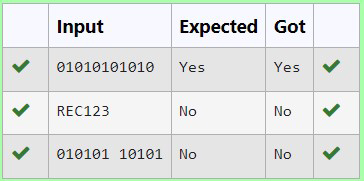 Input Expected Got
01010101010 Yes Yes
REC123 No No
010101 10101 No No